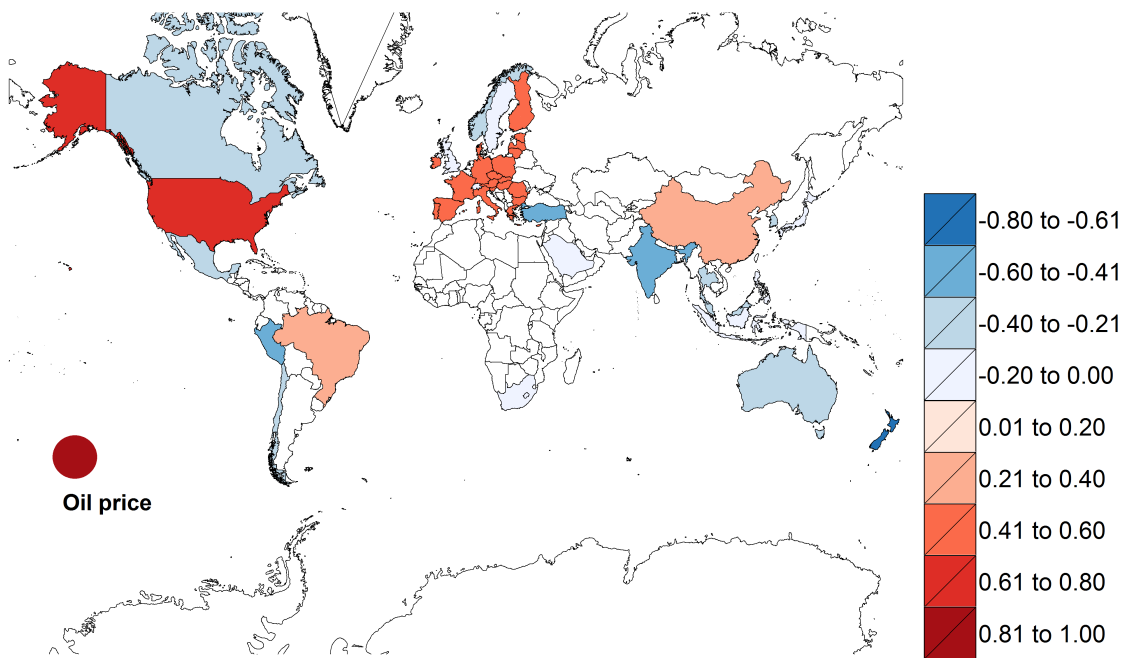 Oil price
-0.80 to -0.61
-0.60 to -0.41
-0.40 to -0.21
-0.20 to 0.00
0.01 to 0.20
0.21 to 0.40
0.41 to 0.60
0.61 to 0.80
0.81 to 1.00